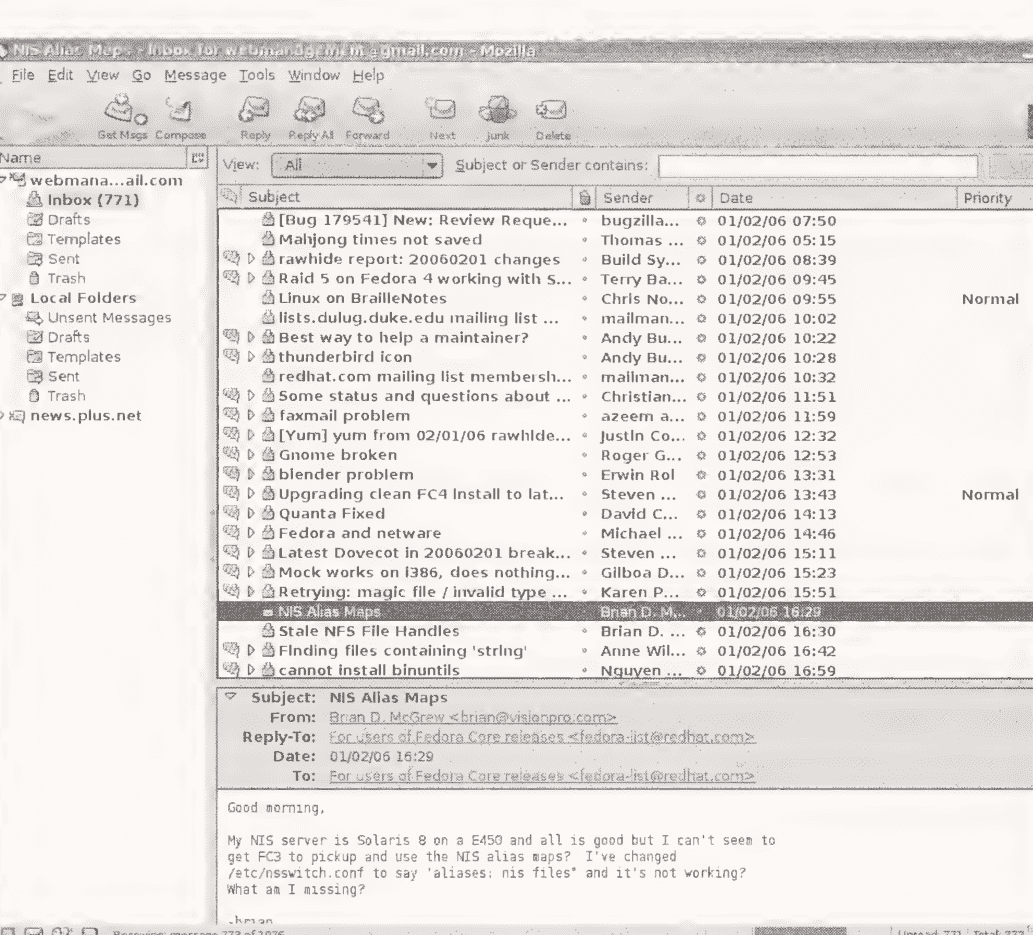 NIS Alias Maps - Inbox for webmanagement@gmail.com - Mozilla
File Edit View Go Message Tools Window Help
Get Msgs Compose Reply Reply All Forward Next Junk Delete
Name
View: All Subject or Sender contains:
webmana...ail.com
Inbox (771)
Drafts
Templates
Sent
Trash
Local Folders
Unsent Messages
Drafts
Templates
Sent
Trash
news.plus.net
Subject Sender Date Priority
[Bug 179541] New: Review Reque... bugzilla... 01/02/06 07:50
Mahjong times not saved Thomas ... 01/02/06 05:15
rawhide report: 20060201 changes Build Sy... 01/02/06 08:39
Raid 5 on Fedora 4 working with S... Terry Ba... 01/02/06 09:45
Linux on BrailleNotes Chris No... 01/02/06 09:55 Normal
lists.dulug.duke.edu mailing list ... mailman... 01/02/06 10:02
Best way to help a maintainer? Andy Bu... 01/02/06 10:22
thunderbird icon Andy Bu... 01/02/06 10:28
redhat.com mailing list membersh... mailman... 01/02/06 10:32
Some status and questions about ... Christian... 01/02/06 11:51
faxmail problem azeem a... 01/02/06 11:59
[Yum] yum from 02/01/06 rawhide... Justin Co... 01/02/06 12:32
Gnome broken Roger G... 01/02/06 12:53
blender problem Erwin Rol 01/02/06 13:31
Upgrading clean FC4 install to lat... Steven ... 01/02/06 13:43 Normal
Quanta Fixed David C... 01/02/06 14:13
Fedora and netware Michael ... 01/02/06 14:46
Latest Dovecot in 20060201 break... Steven ... 01/02/06 15:11
Mock works on i386, does nothing... Gilboa D... 01/02/06 15:23
Retrying: magic file / invalid type ... Karen P... 01/02/06 15:51
NIS Alias Maps Brian D. M... 01/02/06 16:29
Stale NFS File Handles Brian D. ... 01/02/06 16:30
Finding files containing 'string' Anne Wil... 01/02/06 16:42
cannot install binutils Nguyen ... 01/02/06 16:59
Subject: NIS Alias Maps
From: Brian D. McGrew <brian@visionpro.com>
Reply-To: For users of Fedora Core releases <fedora-list@redhat.com>
Date: 01/02/06 16:29
To: For users of Fedora Core releases <fedora-list@redhat.com>
Good morning,
My NIS server is Solaris 8 on a E450 and all is good but I can't seem to
get FC3 to pickup and use the NIS alias maps? I've changed
/etc/nsswitch.conf to say 'aliases: nis files" and it's not working?
What am I missing?
-brian